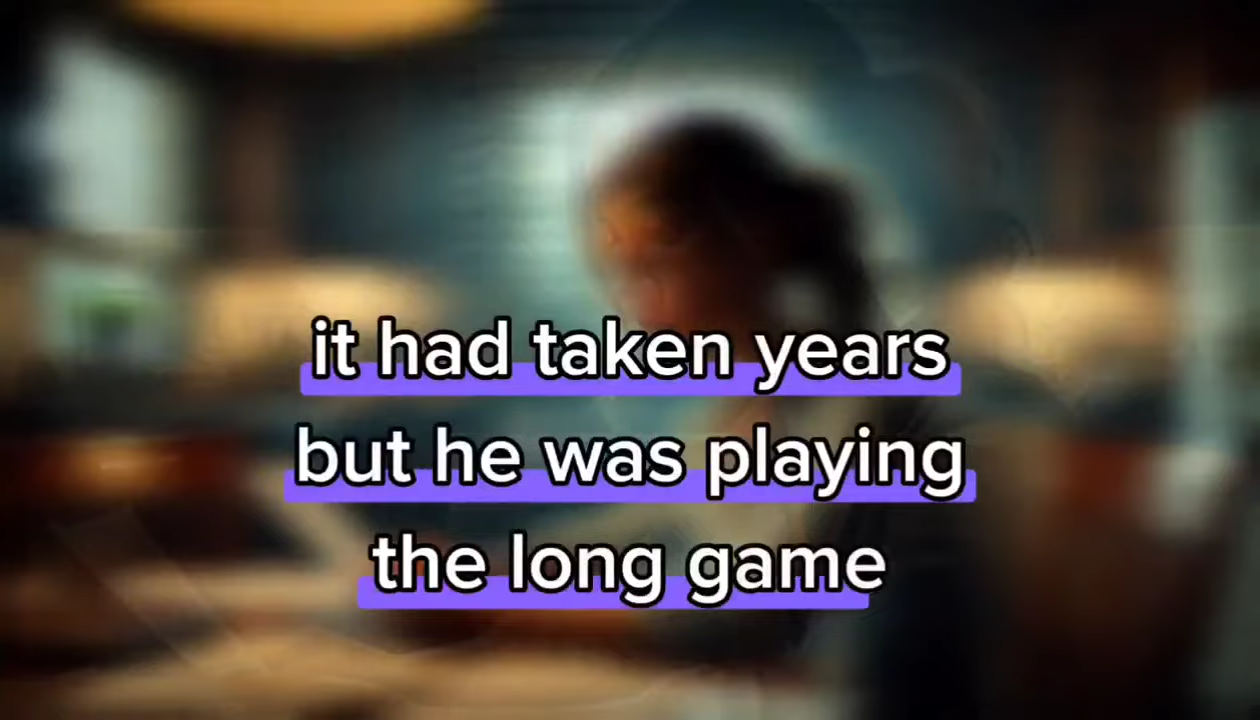 it had taken years
but he was playing
the long game